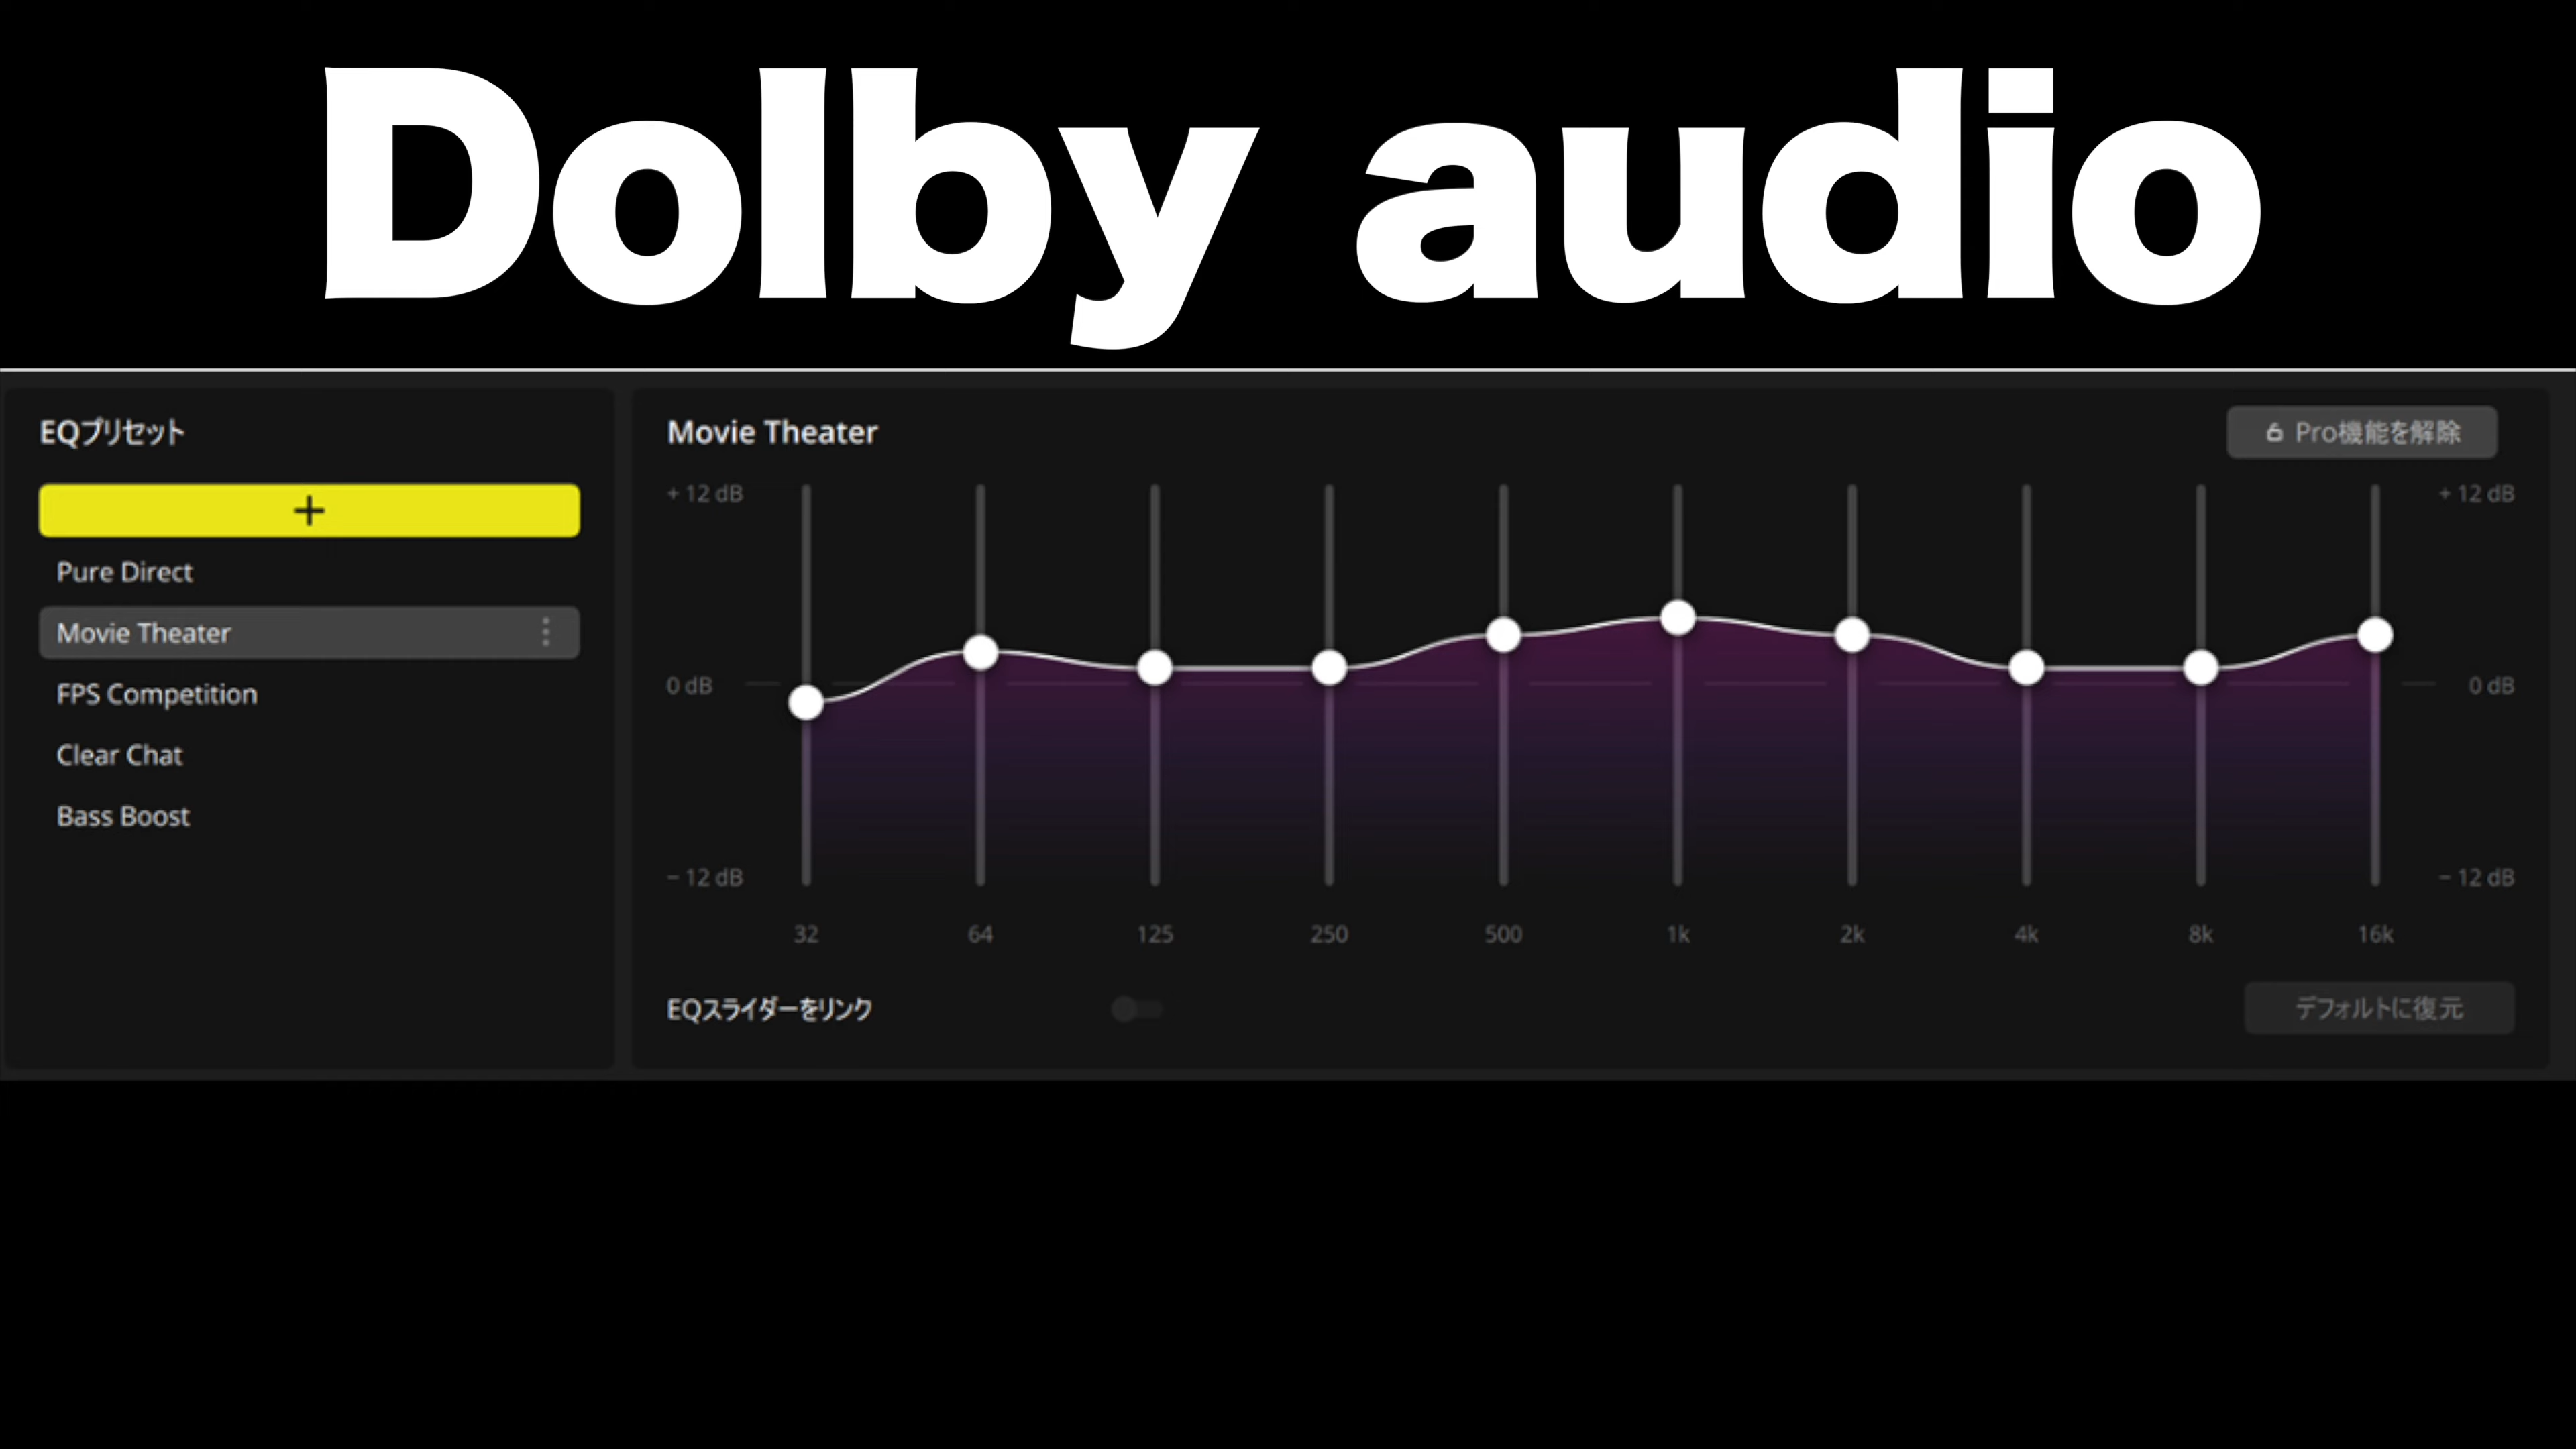 Dolby audio
EQプリセット
+
Pure Direct
Movie Theater
FPS Competition
Clear Chat
Bass Boost
Movie Theater
Pro機能を解除
+ 12 dB
+ 12 dB
0 dB
0 dB
− 12 dB
− 12 dB
32 64 125 250 500 1k 2k 4k 8k 16k
EQスライダーをリンク
デフォルトに復元